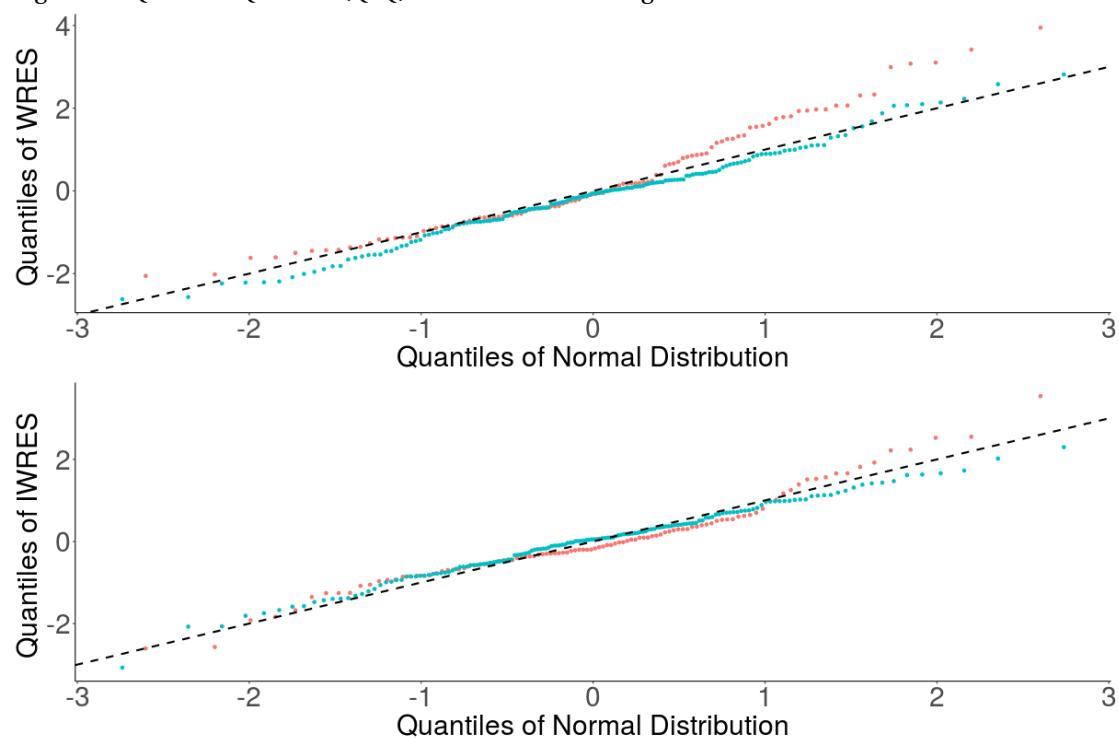 4
2
0
-2
Quantiles of WRES
-3 -2 -1 0 1 2 3
Quantiles of Normal Distribution
2
0
-2
Quantiles of IWRES
-3 -2 -1 0 1 2 3
Quantiles of Normal Distribution